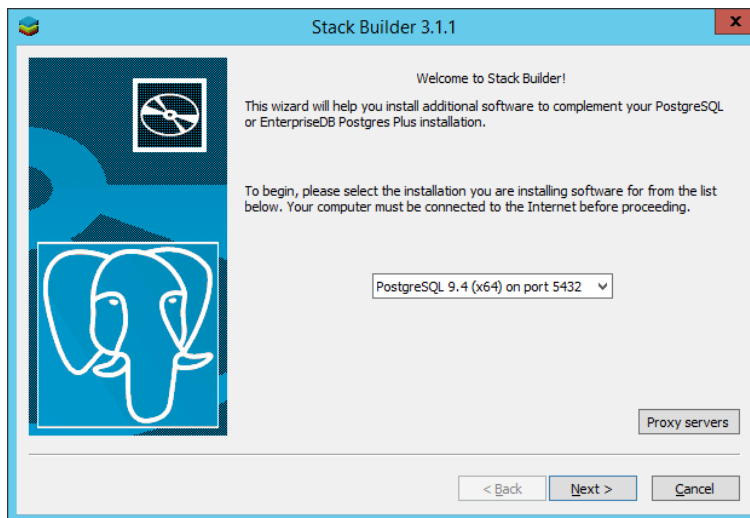 Stack Builder 3.1.1
x
Welcome to Stack Builder!
This wizard will help you install additional software to complement your PostgreSQL
or EnterpriseDB Postgres Plus installation.
To begin, please select the installation you are installing software for from the list
below. Your computer must be connected to the Internet before proceeding.
PostgreSQL 9.4 (x64) on port 5432
Proxy servers
< Back
Next >
Cancel